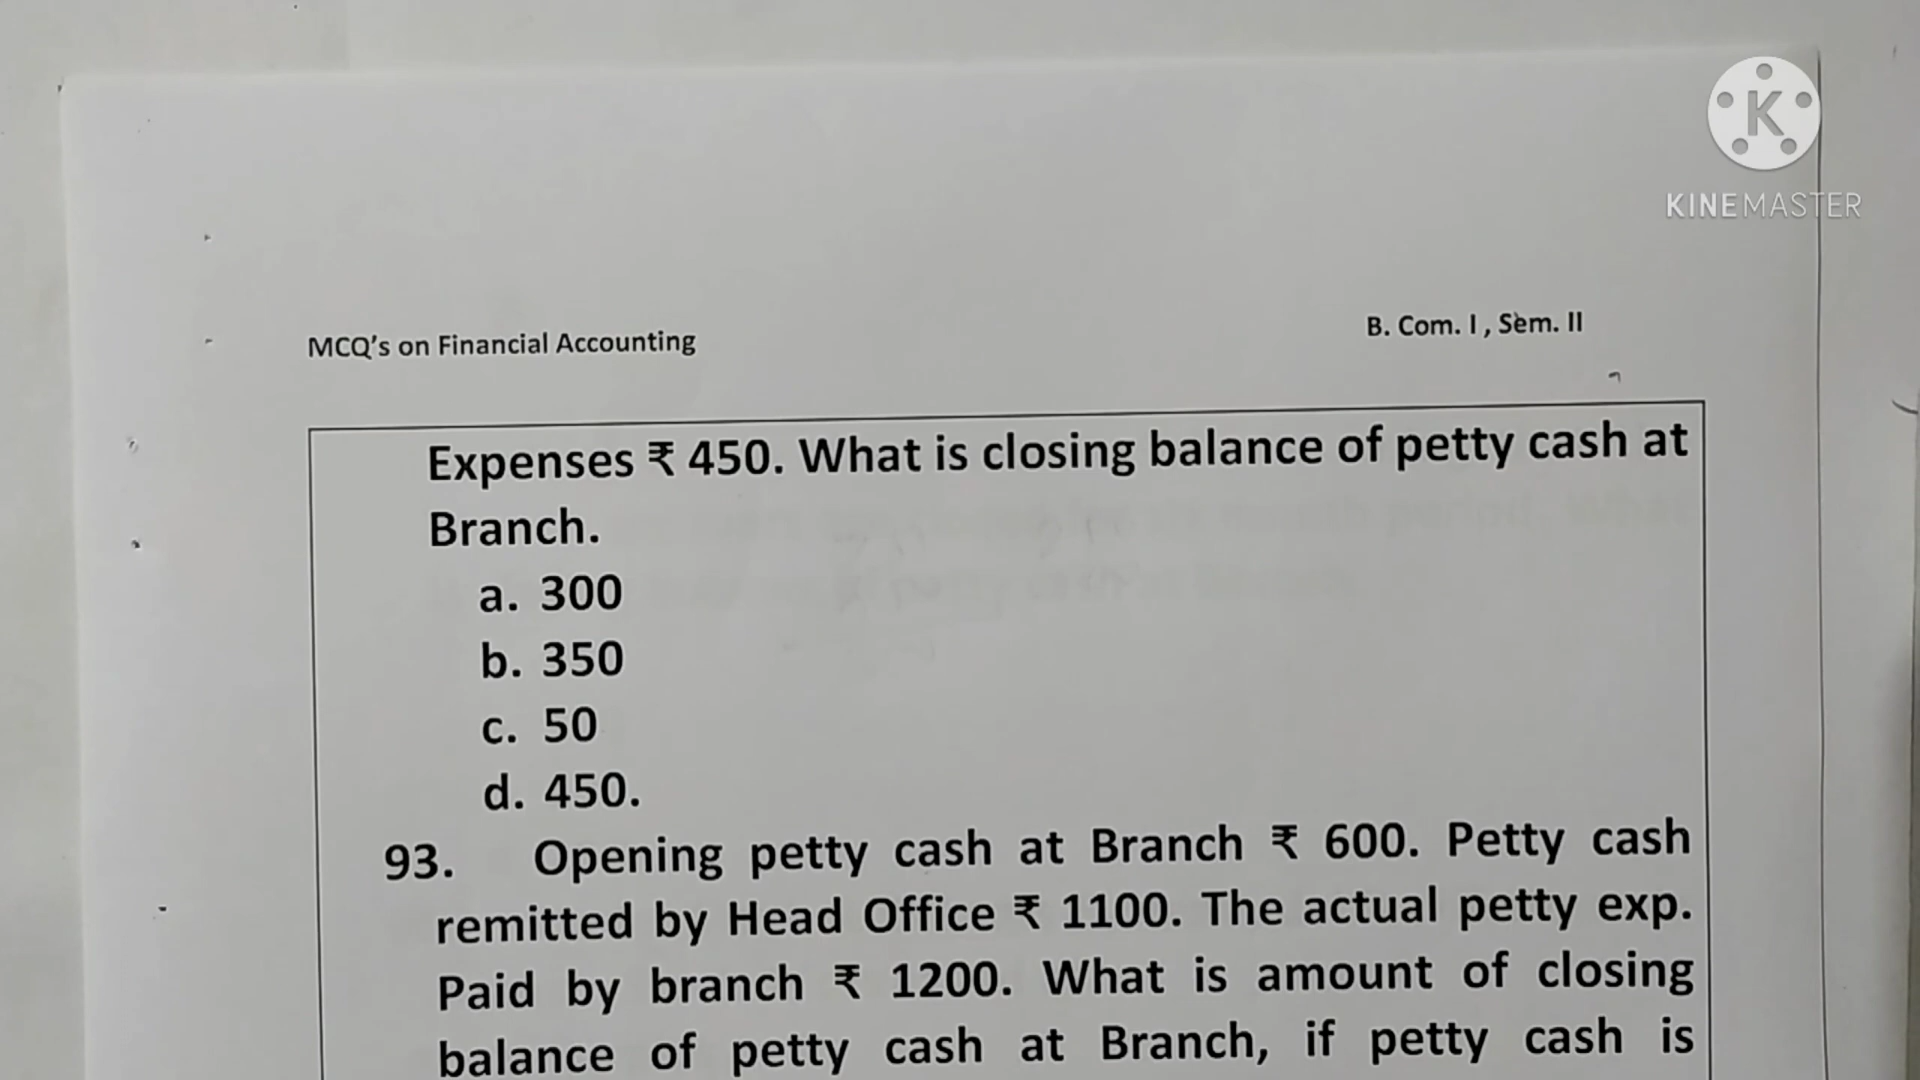 K
KINEMASTER
MCQ's on Financial Accounting
B. Com. I , Sem. II
Expenses ₹ 450. What is closing balance of petty cash at
Branch.
a. 300
b. 350
c. 50
d. 450.
93. Opening petty cash at Branch ₹ 600. Petty cash
remitted by Head Office ₹ 1100. The actual petty exp.
Paid by branch ₹ 1200. What is amount of closing
balance of petty cash at Branch, if petty cash is